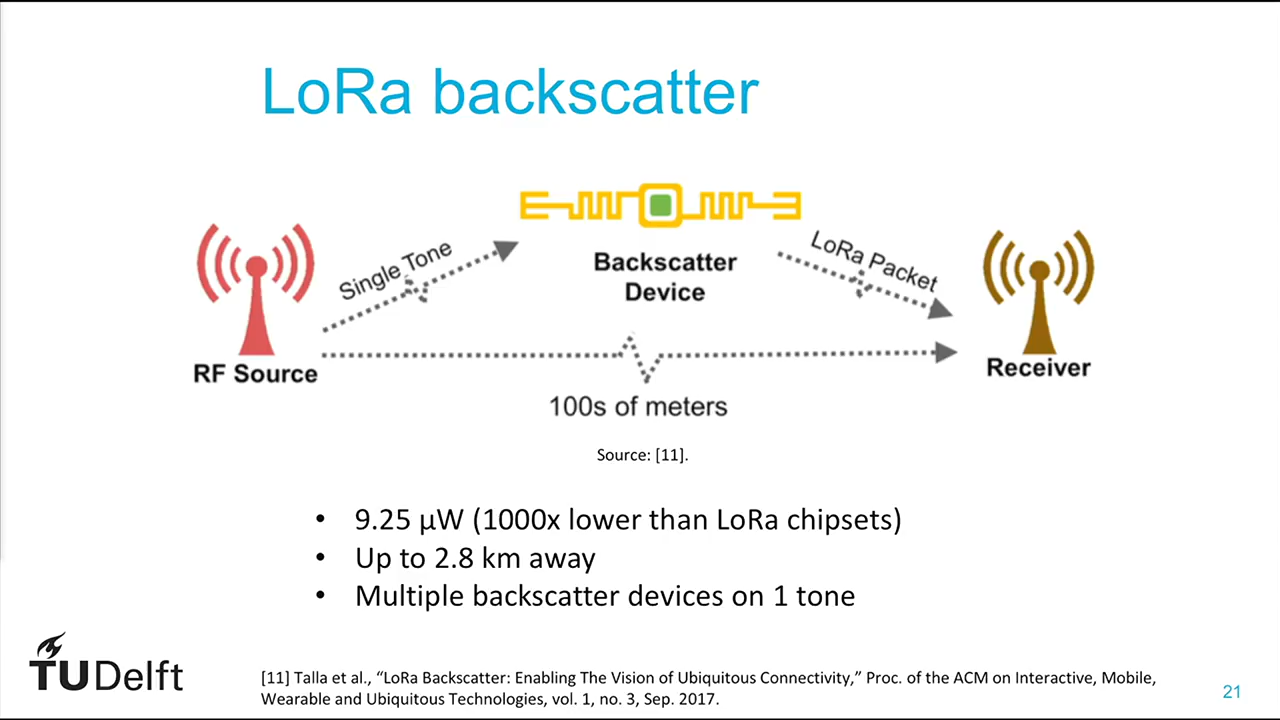 LoRa backscatter
Single Tone
LoRa Packet
Backscatter
Device
RF Source
Receiver
100s of meters
Source: [11].
• 9.25 µW (1000x lower than LoRa chipsets)
• Up to 2.8 km away
• Multiple backscatter devices on 1 tone
TUDelft
[11] Talla et al., “LoRa Backscatter: Enabling The Vision of Ubiquitous Connectivity,” Proc. of the ACM on Interactive, Mobile,
Wearable and Ubiquitous Technologies, vol. 1, no. 3, Sep. 2017.
21